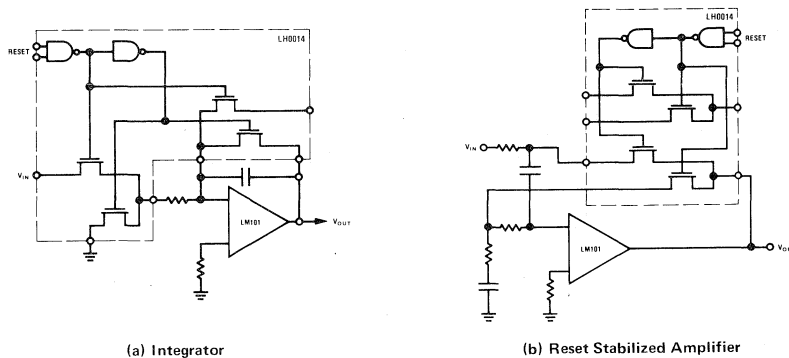 LH0014
RESET
VIN
LM101
VOUT
(a) Integrator
LH0014
RESET
VIN
LM101
VO
(b) Reset Stabilized Amplifier